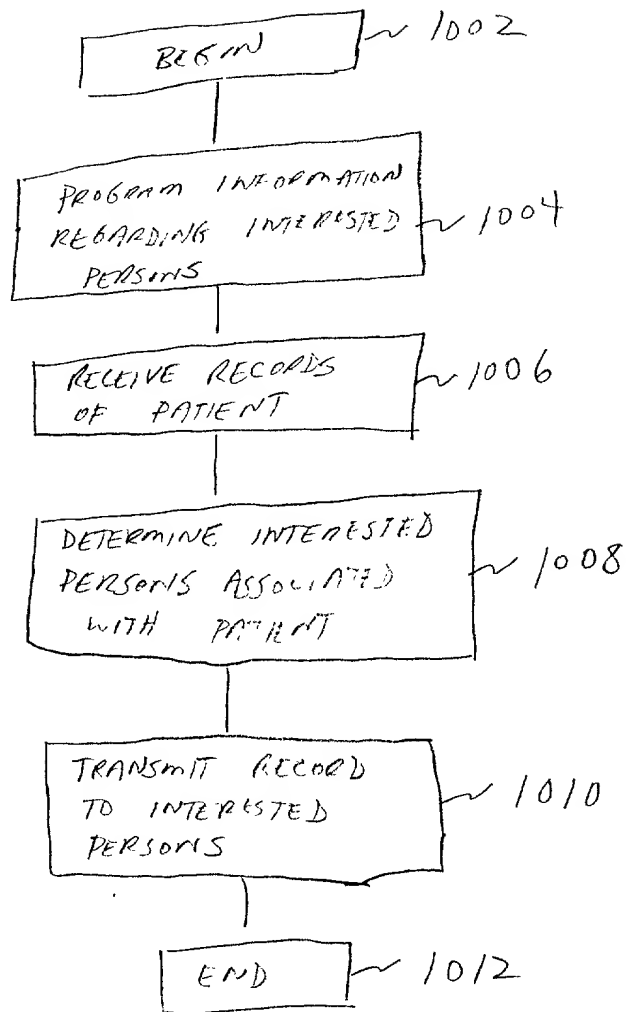 BEGIN 1002
PROGRAM INFORMATION
REGARDING INTERESTED 1004
PERSONS
RECEIVE RECORDS 1006
OF PATIENT
DETERMINE INTERESTED
PERSONS ASSOCIATED 1008
WITH PATIENT
TRANSMIT RECORD
TO INTERESTED 1010
PERSONS
END 1012